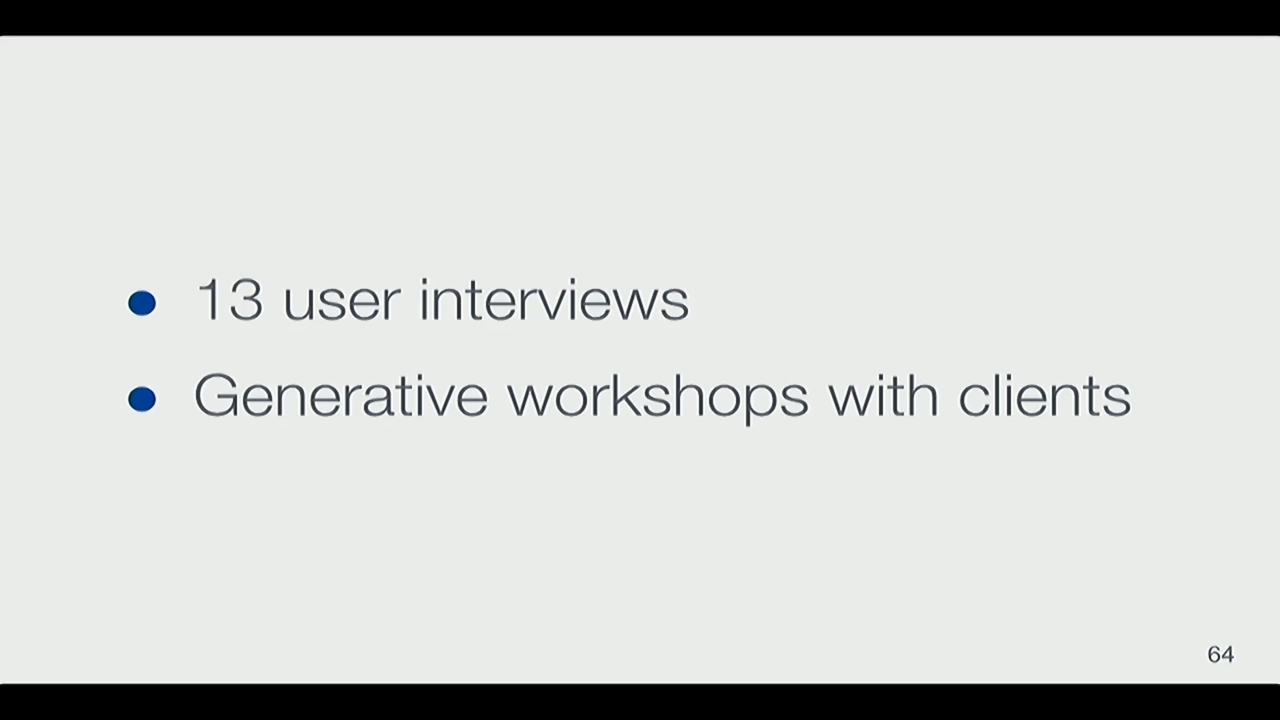 ● 13 user interviews
● Generative workshops with clients
64